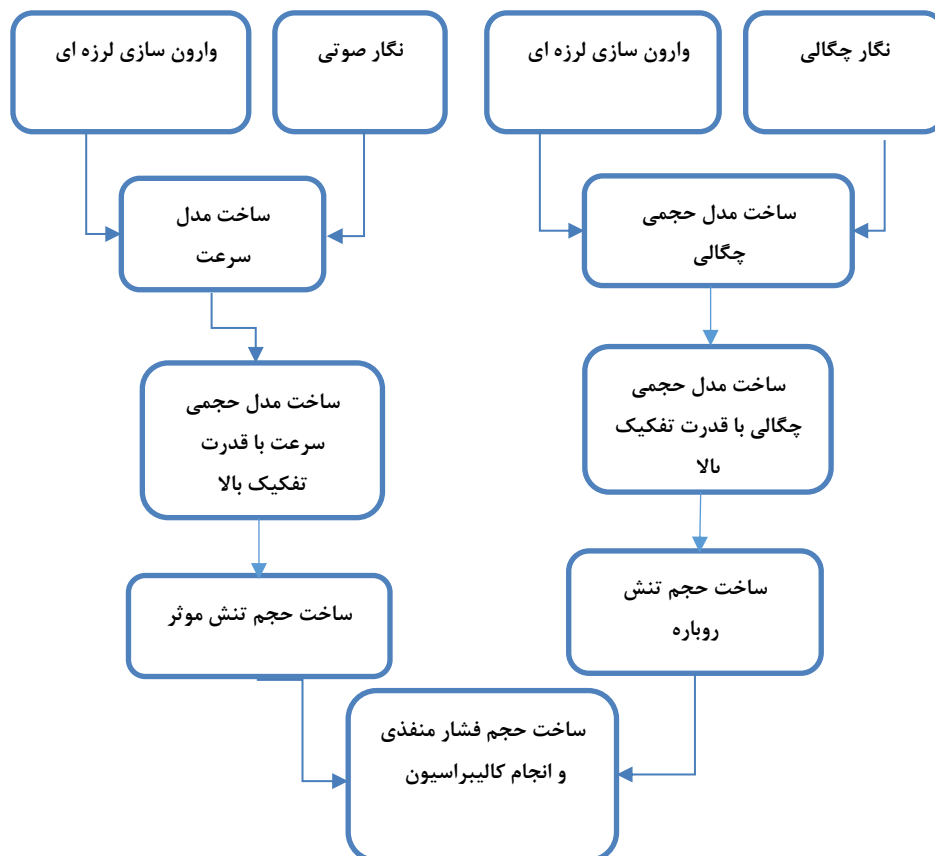 نگار چگالی
وارون سازی لرزه ای
نگار صوتی
وارون سازی لرزه ای
ساخت مدل حجمی
چگالی
ساخت مدل
سرعت
ساخت مدل حجمی
چگالی با قدرت تفکیک
بالا
ساخت مدل حجمی
سرعت با قدرت
تفکیک بالا
ساخت حجم تنش
روباره
ساخت حجم تنش موثر
ساخت حجم فشار منفذی
و انجام کالیبراسیون